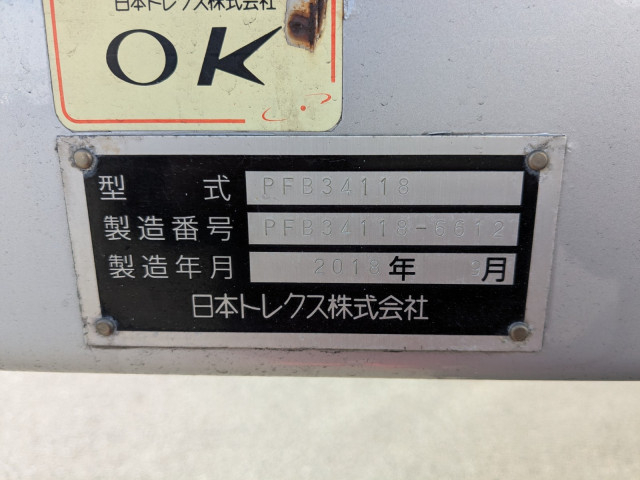 日本トレクス株式会社
OK
型 式 PFB34118
製造番号
製造年月 年 月
日本トレクス株式会社